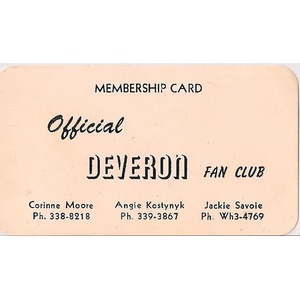 MEMBERSHIP CARD
Official
DEVERON FAN CLUB
Corinne Moore Angie Kostynyk Jackie Savoie
Ph. 338-8218 Ph. 339-3867 Ph. Wh3-4769